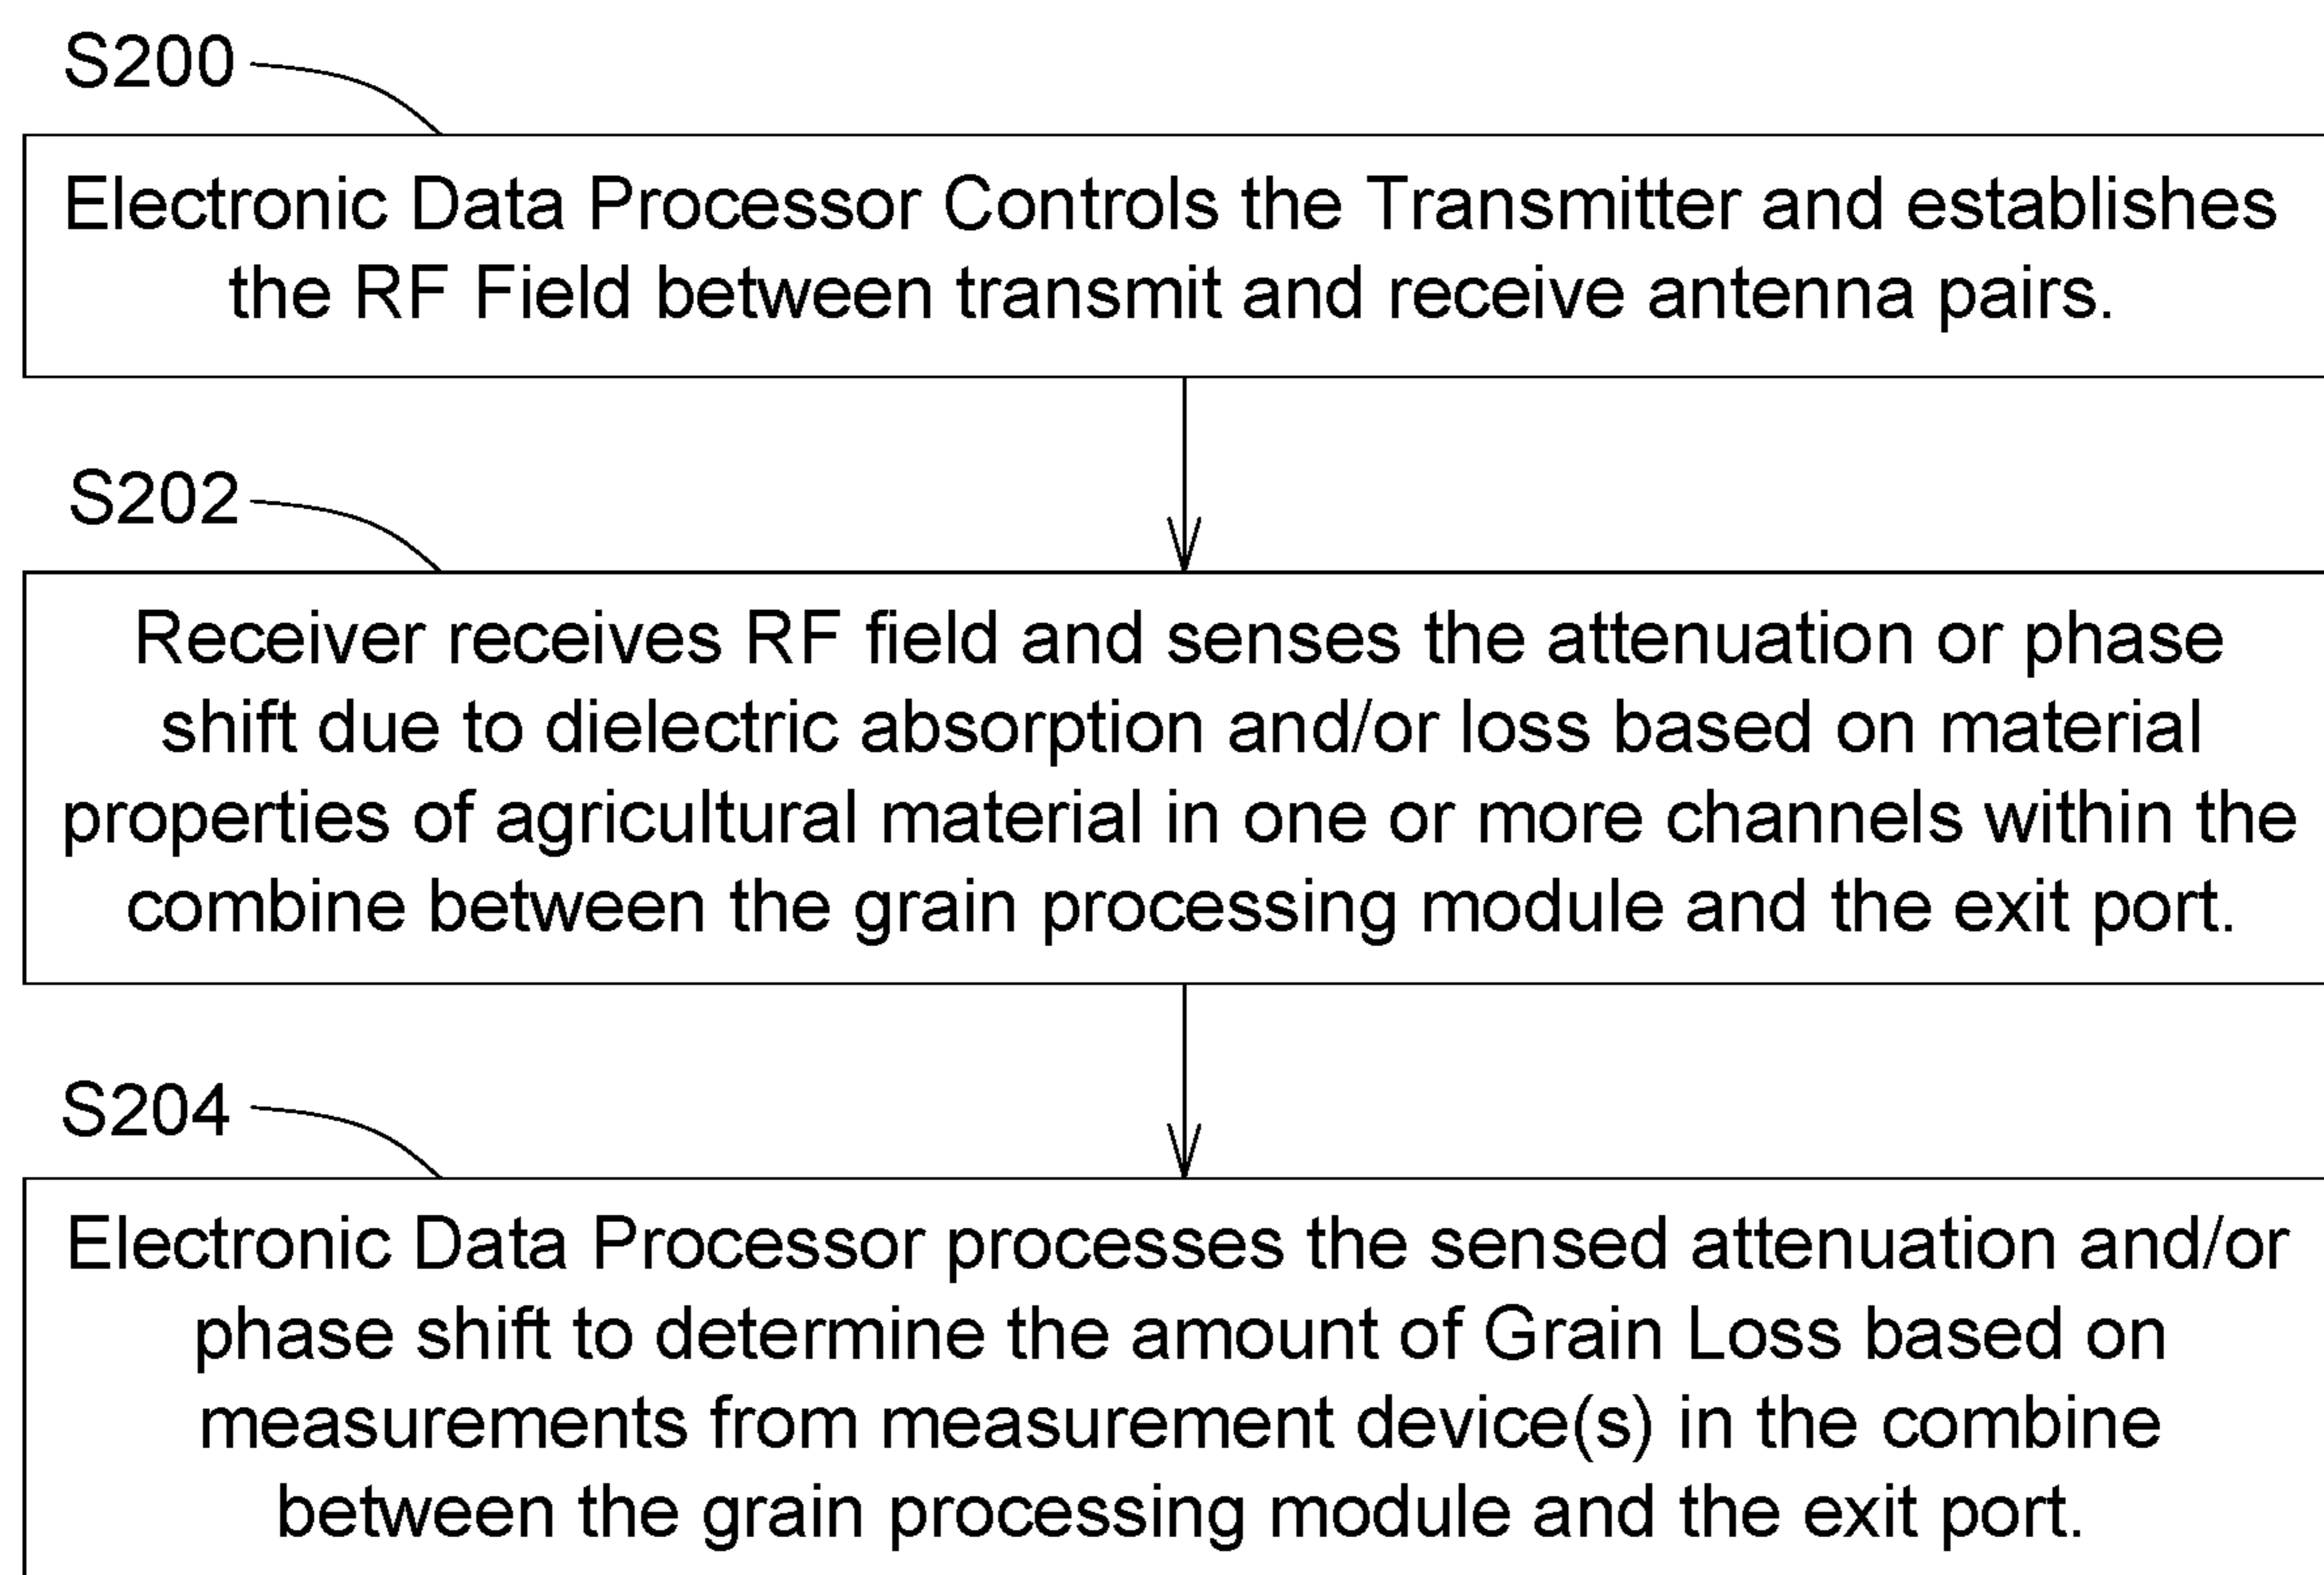 S200
Electronic Data Processor Controls the Transmitter and establishes
the RF Field between transmit and receive antenna pairs.
S202
Receiver receives RF field and senses the attenuation or phase
shift due to dielectric absorption and/or loss based on material
properties of agricultural material in one or more channels within the
combine between the grain processing module and the exit port.
S204
Electronic Data Processor processes the sensed attenuation and/or
phase shift to determine the amount of Grain Loss based on
measurements from measurement device(s) in the combine
between the grain processing module and the exit port.